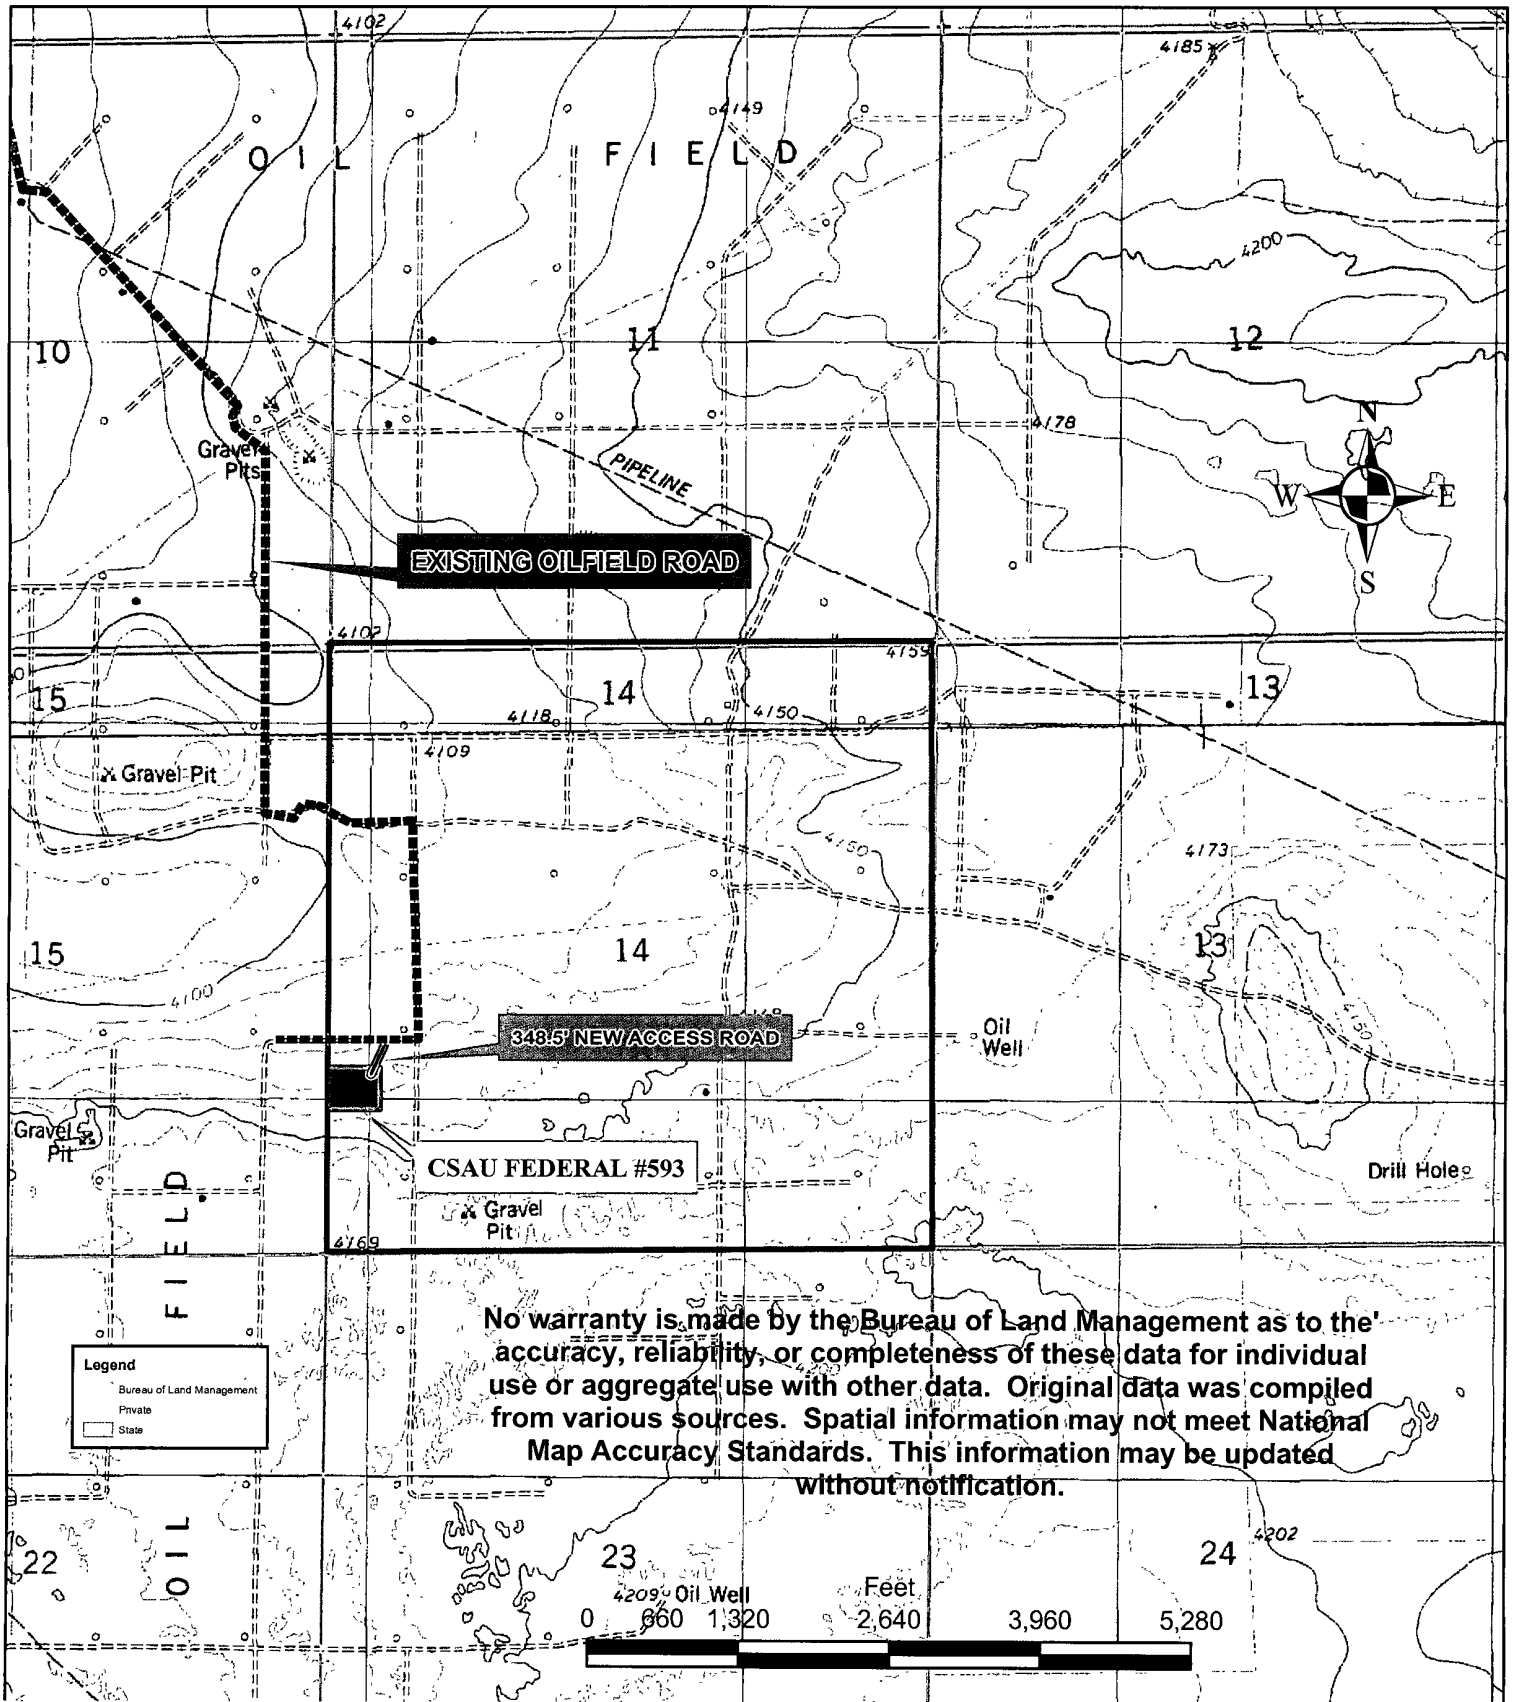 4102
4185
4149
OIL FIELD
4200
10
11
12
N
4178
Gravel
Pits
PIPELINE
W
E
EXISTING OILFIELD ROAD
S
4102
4159
15
14
13
4118
4150
4109
Gravel Pit
4150
4173
15
14
13
4100
348.5' NEW ACCESS ROAD
Oil
Well
4150
Gravel
Pit
CSAU FEDERAL #593
Drill Hole
Gravel
Pit
4169
OIL FIELD
No warranty is made by the Bureau of Land Management as to the'
accuracy, reliability, or completeness of these data for individual
use or aggregate use with other data. Original data was compiled
from various sources. Spatial information may not meet National
Map Accuracy Standards. This information may be updated
without notification.
Legend
Bureau of Land Management
Private
State
4202
22
23
24
4209 Oil Well
Feet
0 660 1,320 2,640 3,960 5,280